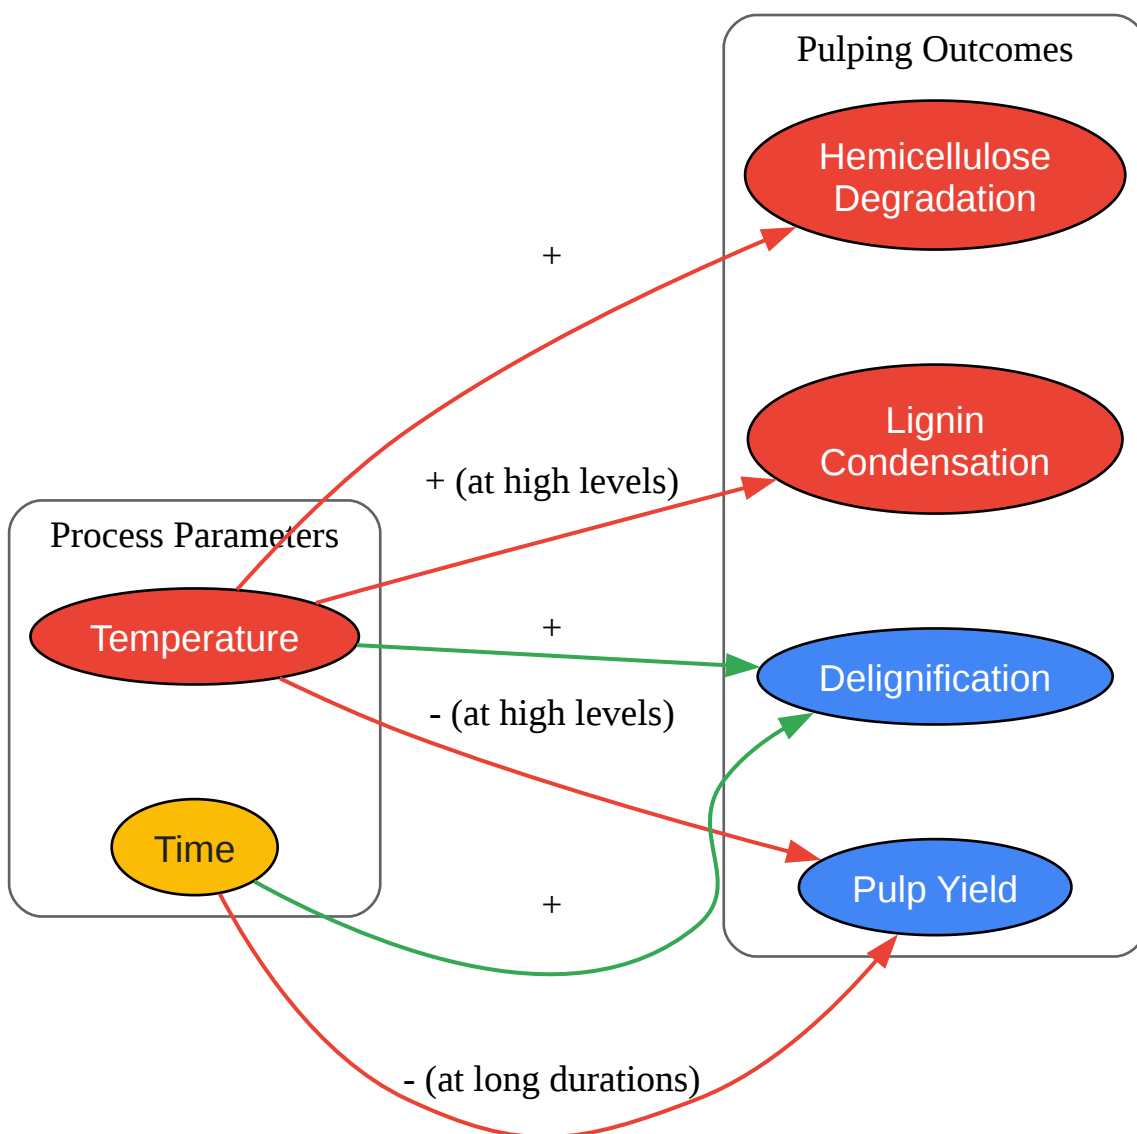 Pulping Outcomes
Hemicellulose
Degradation
+
Lignin
Condensation
+ (at high levels)
Process Parameters
Temperature
+
Delignification
- (at high levels)
Time
Pulp Yield
+
- (at long durations)